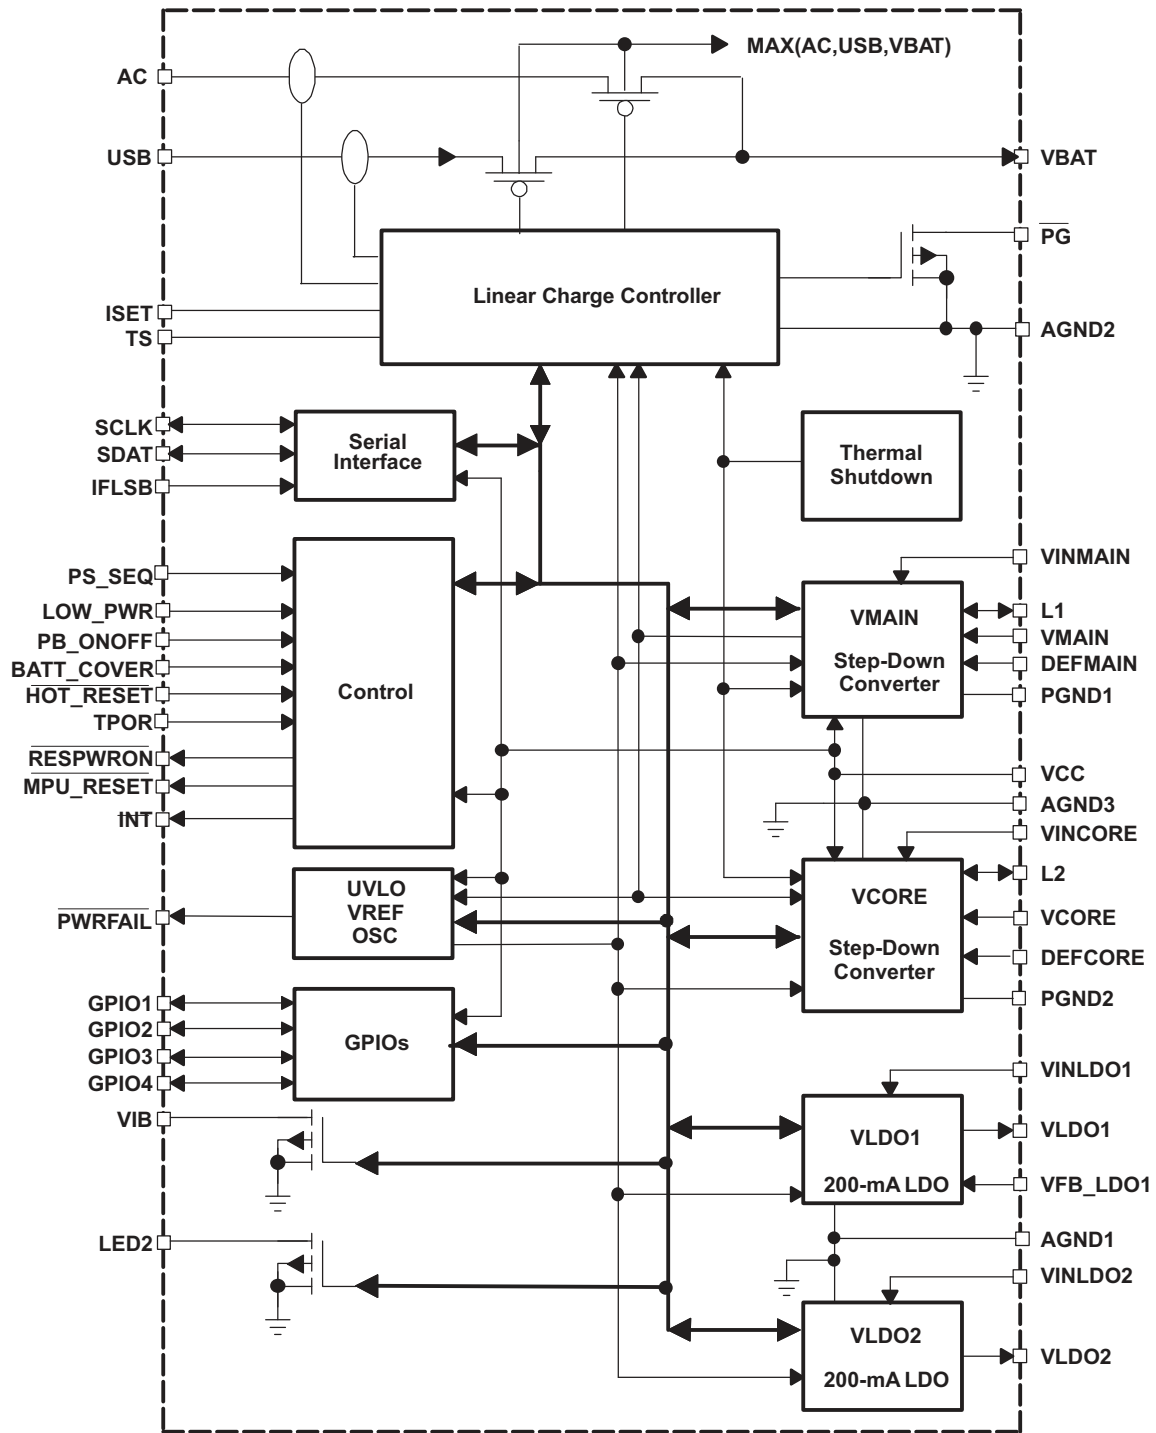 MAX(AC,USB,VBAT)
AC
USB
VBAT
PG
Linear Charge Controller
ISET
TS
AGND2
SCLK
SDAT
IFLSB
Serial
Interface
Thermal
Shutdown
PS_SEQ
LOW_PWR
PB_ONOFF
BATT_COVER
HOT_RESET
TPOR
RESPWRON
MPU_RESET
INT
Control
VINMAIN
VMAIN
Step-Down
Converter
L1
VMAIN
DEFMAIN
PGND1
VCC
AGND3
VINCORE
PWRFAIL
UVLO
VREF
OSC
VCORE
Step-Down
Converter
L2
VCORE
DEFCORE
PGND2
GPIO1
GPIO2
GPIO3
GPIO4
GPIOs
VIB
VINLDO1
VLDO1
200-mA LDO
VLDO1
VFB_LDO1
LED2
AGND1
VINLDO2
VLDO2
200-mA LDO
VLDO2